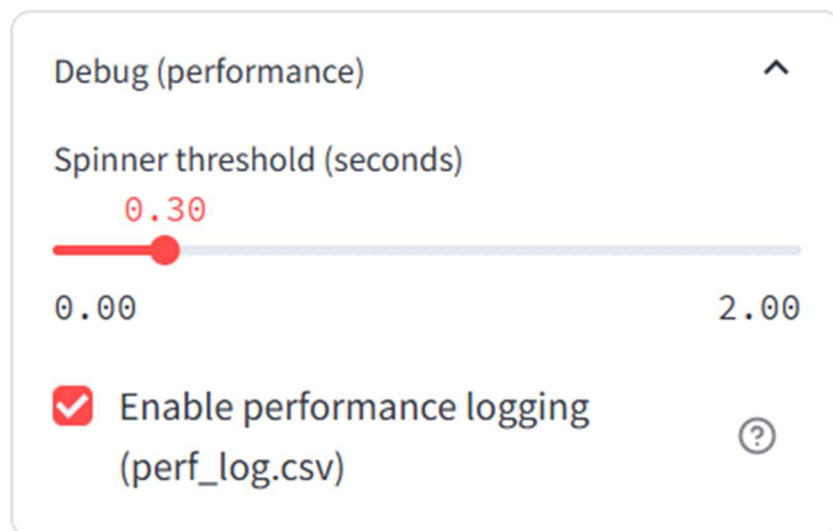 Debug (performance)
Spinner threshold (seconds)
0.30
0.00 2.00
Enable performance logging
(perf_log.csv)
?